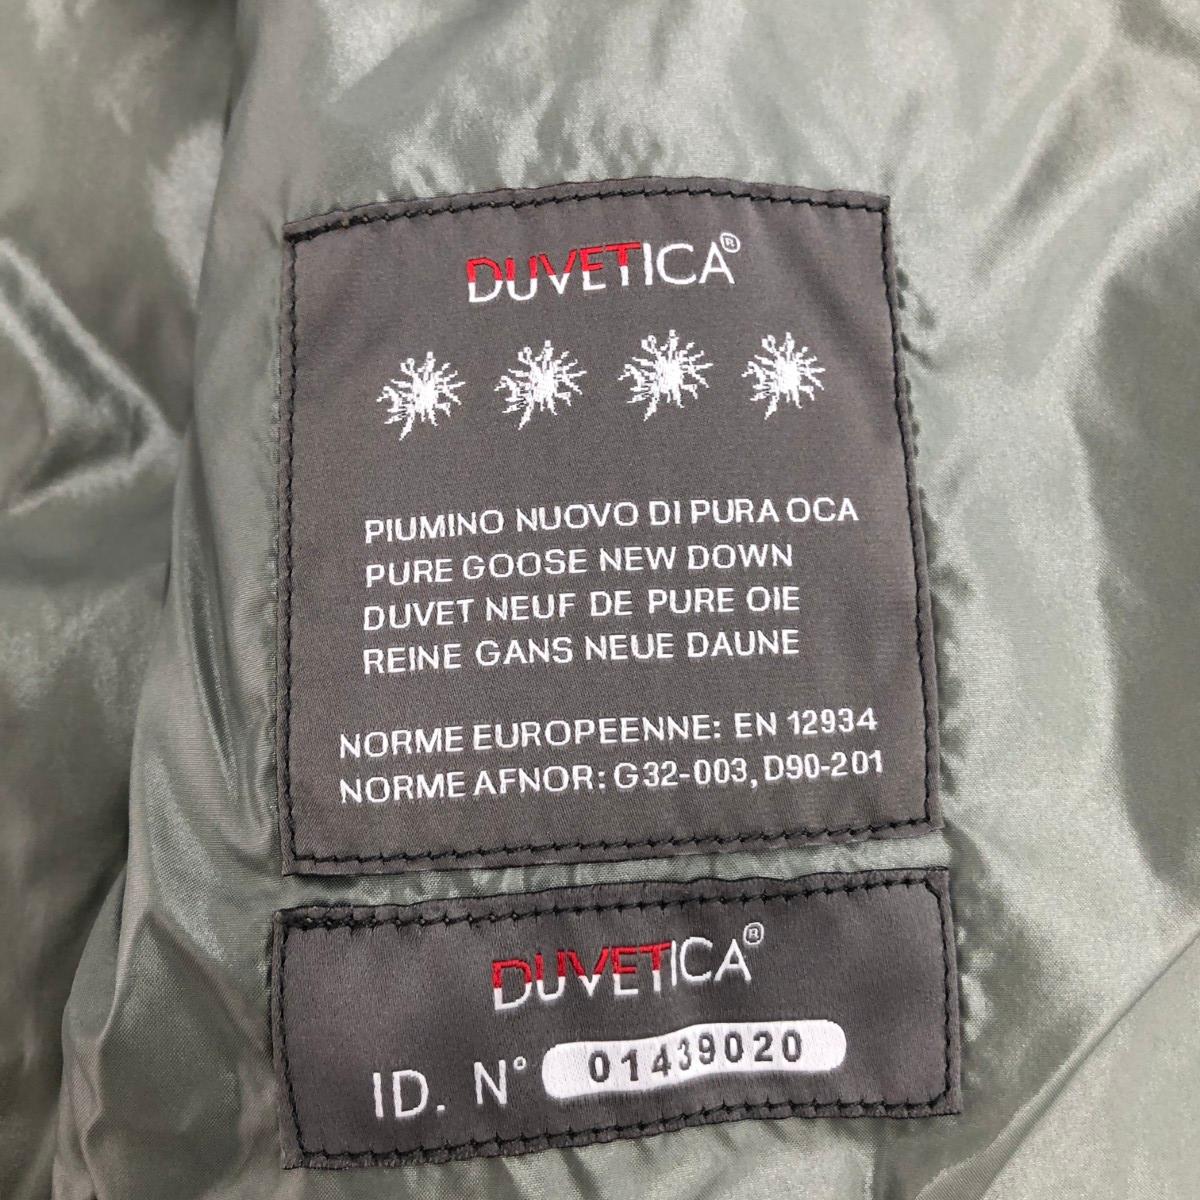 DUVETICA®
PIUMINO NUOVO DI PURA OCA
PURE GOOSE NEW DOWN
DUVET NEUF DE PURE OIE
REINE GANS NEUE DAUNE
NORME EUROPEENNE: EN 12934
NORME AFNOR: G32-003, D90-201
DUVETICA®
ID. N° 01439020